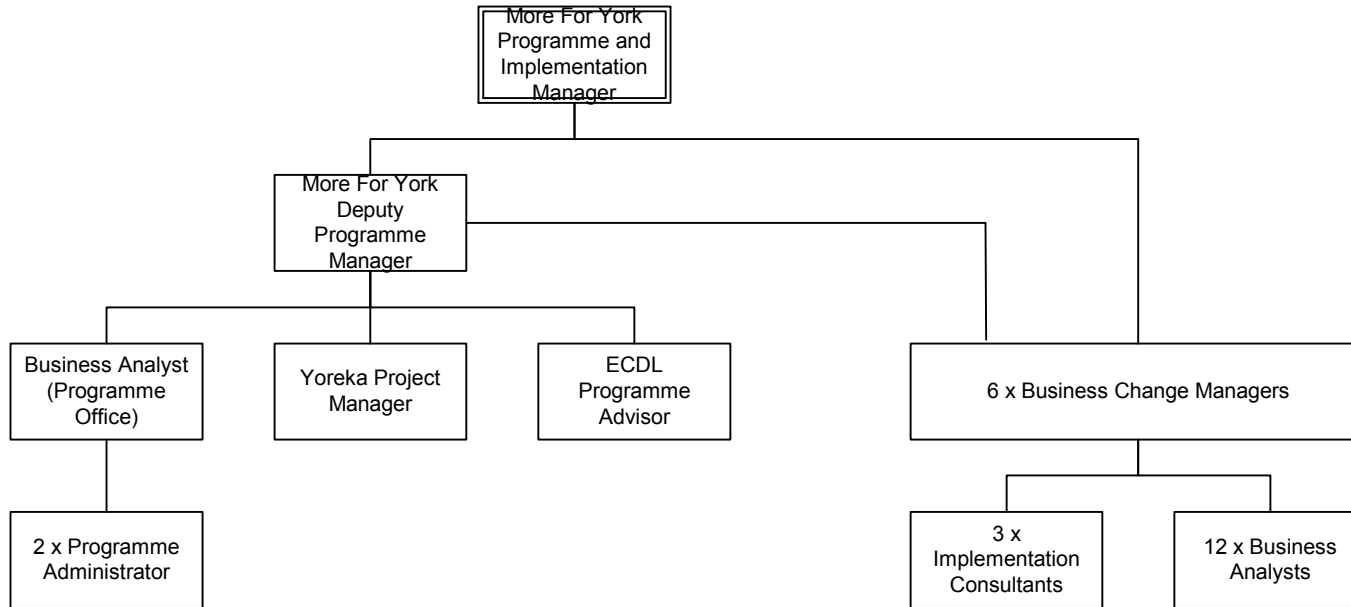 More For York
Programme and
Implementation
Manager
More For York
Deputy
Programme
Manager
Business Analyst
(Programme
Office)
Yoreka Project
Manager
ECDL
Programme
Advisor
6 x Business Change Managers
2 x Programme
Administrator
3 x
Implementation
Consultants
12 x Business
Analysts